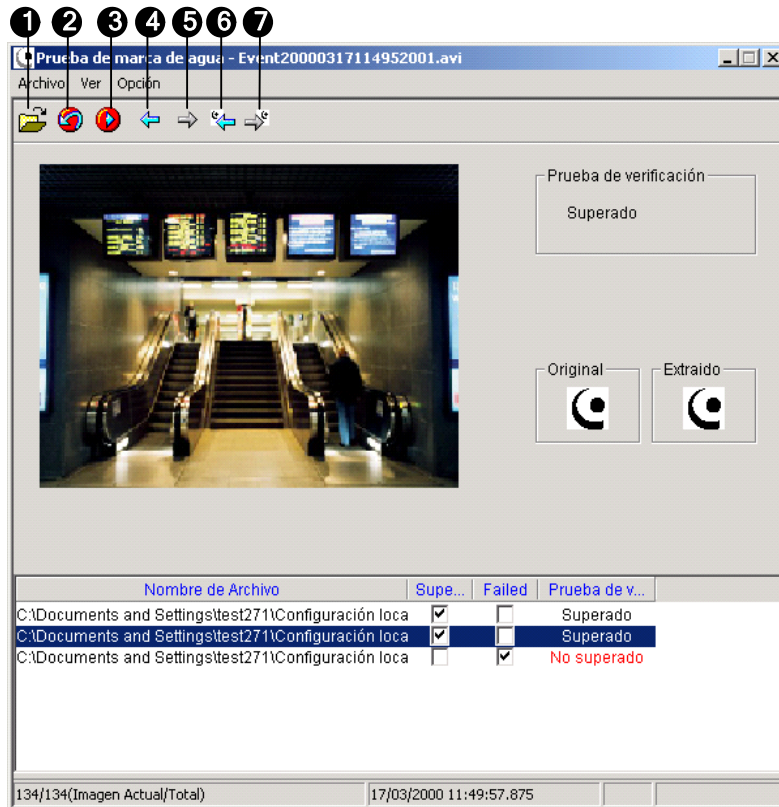 1 2 3 4 5 6 7
Prueba de marca de agua - Event20000317114952001.avi
Archivo Ver Opción
Prueba de verificación
Superado
Original Extraido
Nombre de Archivo Supe... Failed Prueba de v...
C:\Documents and Settings\test271\Configuración loca Superado
C:\Documents and Settings\test271\Configuración loca Superado
C:\Documents and Settings\test271\Configuración loca No superado
134/134(Imagen Actual/Total) 17/03/2000 11:49:57.875